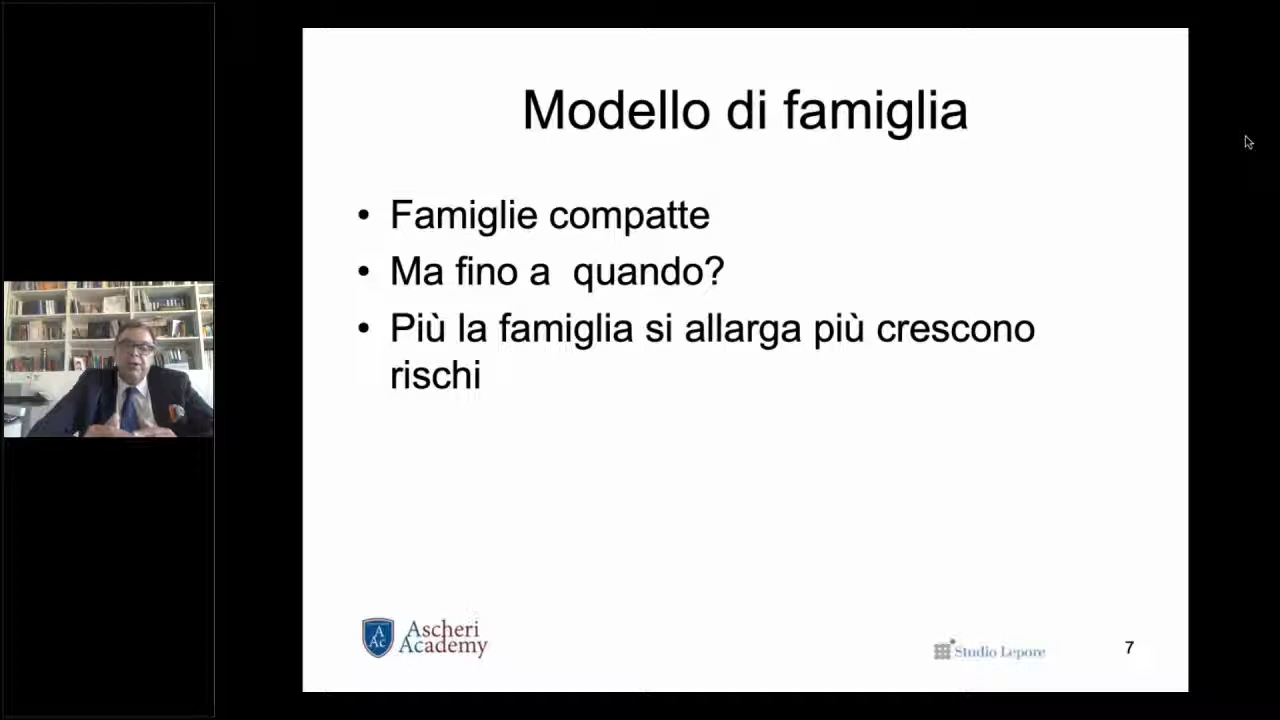 Modello di famiglia
• Famiglie compatte
• Ma fino a  quando?
• Più la famiglia si allarga più crescono
rischi
A
Ac
Ascheri
Academy
Studio Lepore
7